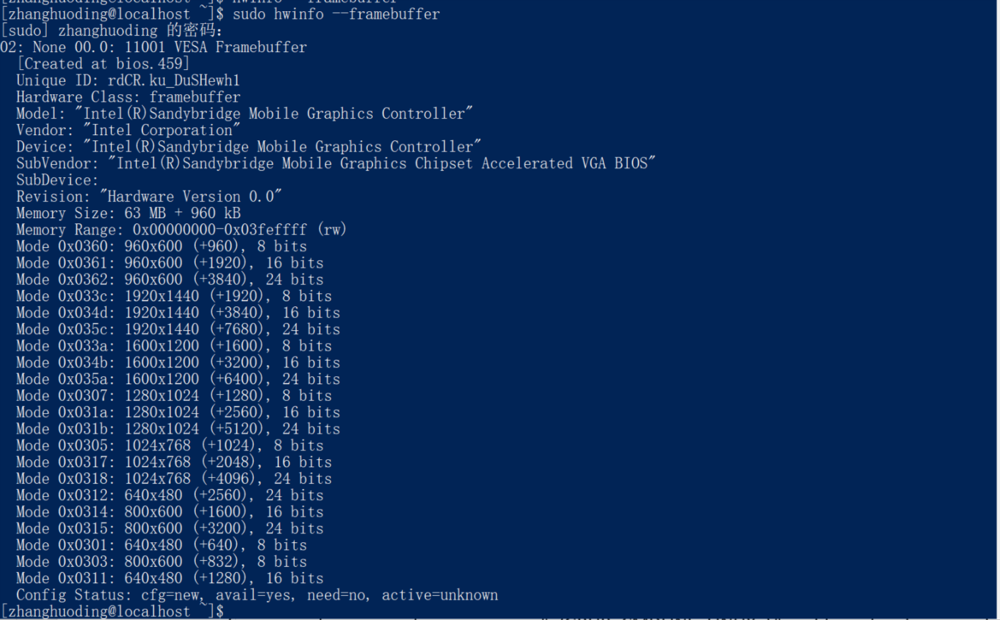 [zhanghuoding@localhost ~]$ hwinfo --framebuffer
[zhanghuoding@localhost ~]$ sudo hwinfo --framebuffer
[sudo] zhanghuoding 的密码：
02: None 00.0: 11001 VESA Framebuffer
[Created at bios.459]
Unique ID: rdCR.ku_DuSHewh1
Hardware Class: framebuffer
Model: "Intel(R)Sandybridge Mobile Graphics Controller"
Vendor: "Intel Corporation"
Device: "Intel(R)Sandybridge Mobile Graphics Controller"
SubVendor: "Intel(R)Sandybridge Mobile Graphics Chipset Accelerated VGA BIOS"
SubDevice:
Revision: "Hardware Version 0.0"
Memory Size: 63 MB + 960 kB
Memory Range: 0x00000000-0x03feffff (rw)
Mode 0x0360: 960x600 (+960), 8 bits
Mode 0x0361: 960x600 (+1920), 16 bits
Mode 0x0362: 960x600 (+3840), 24 bits
Mode 0x033c: 1920x1440 (+1920), 8 bits
Mode 0x034d: 1920x1440 (+3840), 16 bits
Mode 0x035c: 1920x1440 (+7680), 24 bits
Mode 0x033a: 1600x1200 (+1600), 8 bits
Mode 0x034b: 1600x1200 (+3200), 16 bits
Mode 0x035a: 1600x1200 (+6400), 24 bits
Mode 0x0307: 1280x1024 (+1280), 8 bits
Mode 0x031a: 1280x1024 (+2560), 16 bits
Mode 0x031b: 1280x1024 (+5120), 24 bits
Mode 0x0305: 1024x768 (+1024), 8 bits
Mode 0x0317: 1024x768 (+2048), 16 bits
Mode 0x0318: 1024x768 (+4096), 24 bits
Mode 0x0312: 640x480 (+2560), 24 bits
Mode 0x0314: 800x600 (+1600), 16 bits
Mode 0x0315: 800x600 (+3200), 24 bits
Mode 0x0301: 640x480 (+640), 8 bits
Mode 0x0303: 800x600 (+832), 8 bits
Mode 0x0311: 640x480 (+1280), 16 bits
Config Status: cfg=new, avail=yes, need=no, active=unknown
[zhanghuoding@localhost ~]$